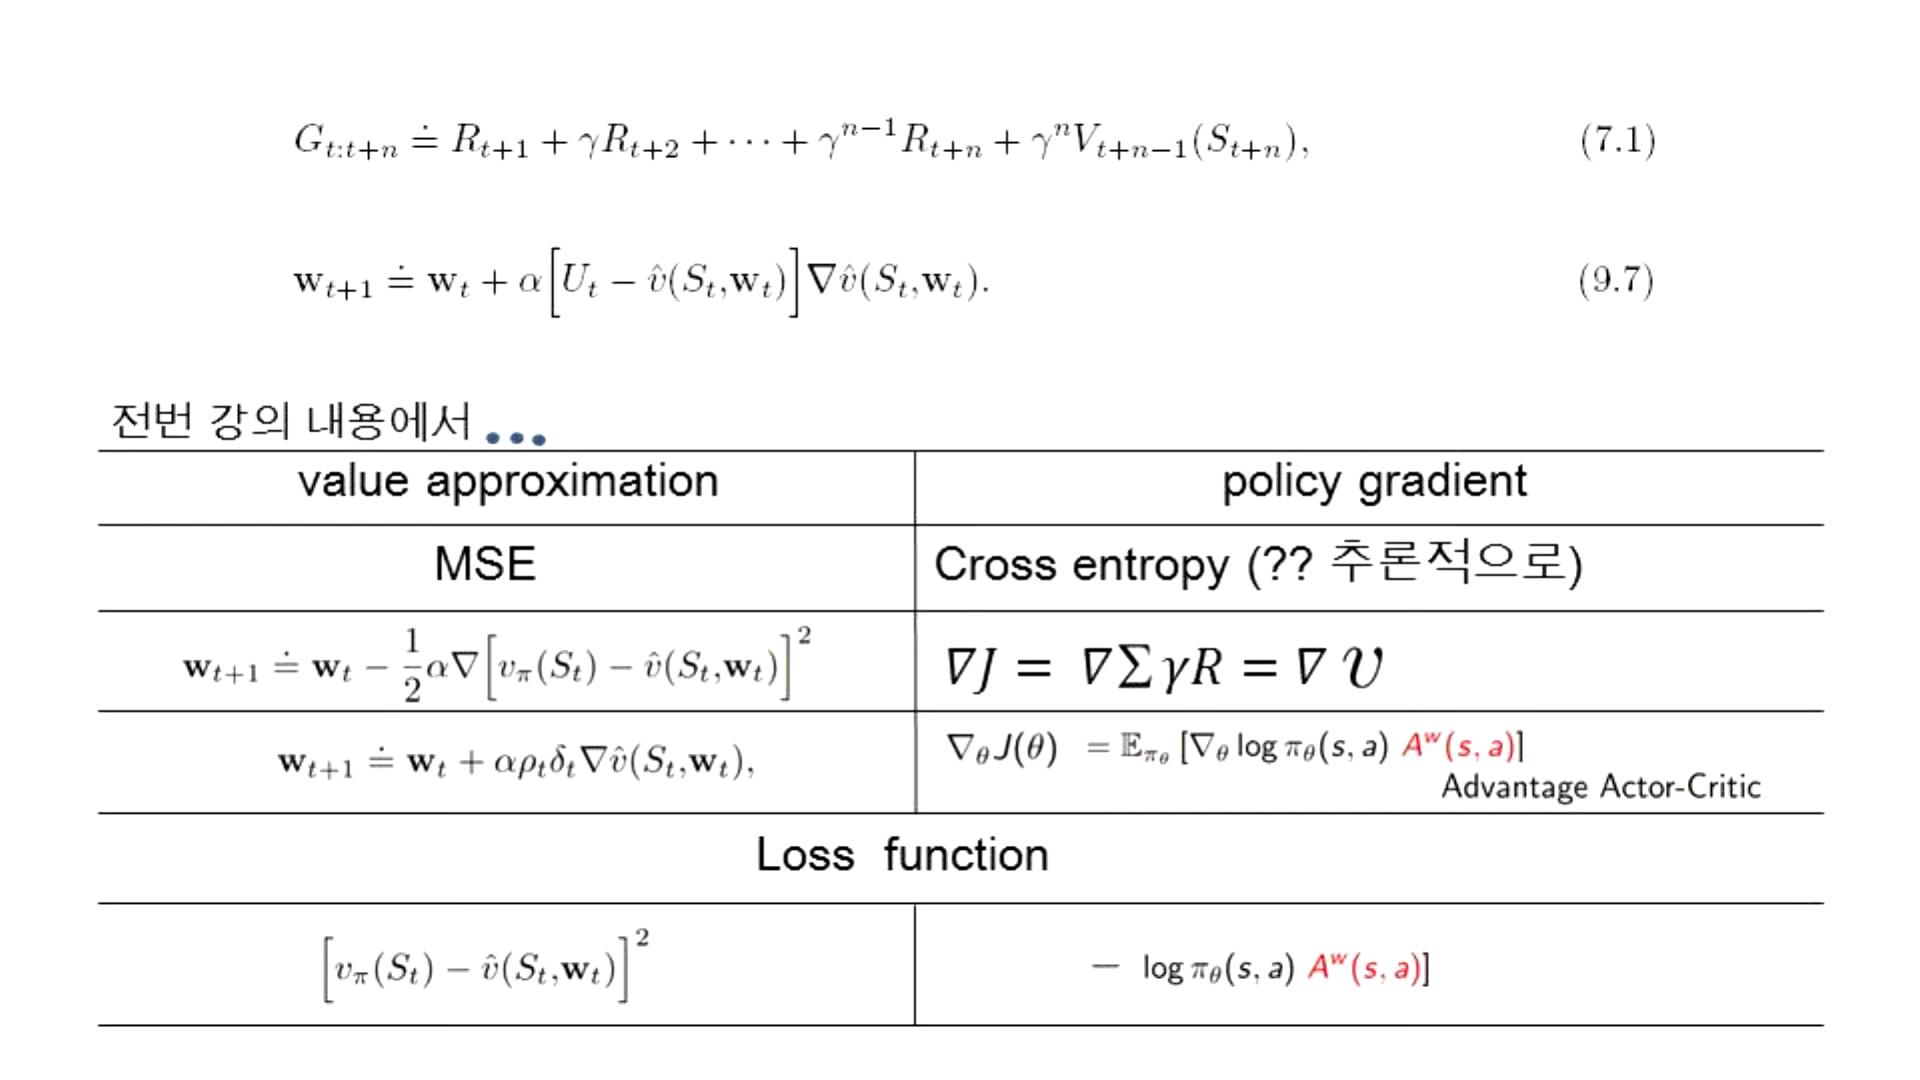 G_{t:t+n} ≐ R_{t+1} + γR_{t+2} + ⋯ + γ^{n−1}R_{t+n} + γ^n V_{t+n−1}(S_{t+n}), (7.1)
w_{t+1} ≐ w_t + α[U_t − v̂(S_t,w_t)]∇v̂(S_t,w_t). (9.7)
전번 강의 내용에서 ...
value approximation policy gradient
MSE Cross entropy (?? 추론적으로)
w_{t+1} ≐ w_t − \frac{1}{2}α∇[v_π(S_t) − v̂(S_t,w_t)]^2 ∇J = ∇∑γR = ∇ 𝒱
w_{t+1} ≐ w_t + αρ_tδ_t∇v̂(S_t,w_t), ∇_θJ(θ) = 𝔼_{π_θ} [∇_θ log π_θ(s, a) A^w(s, a)]
Advantage Actor-Critic
Loss function
[v_π(S_t) − v̂(S_t,w_t)]^2 − log π_θ(s, a) A^w(s, a)]